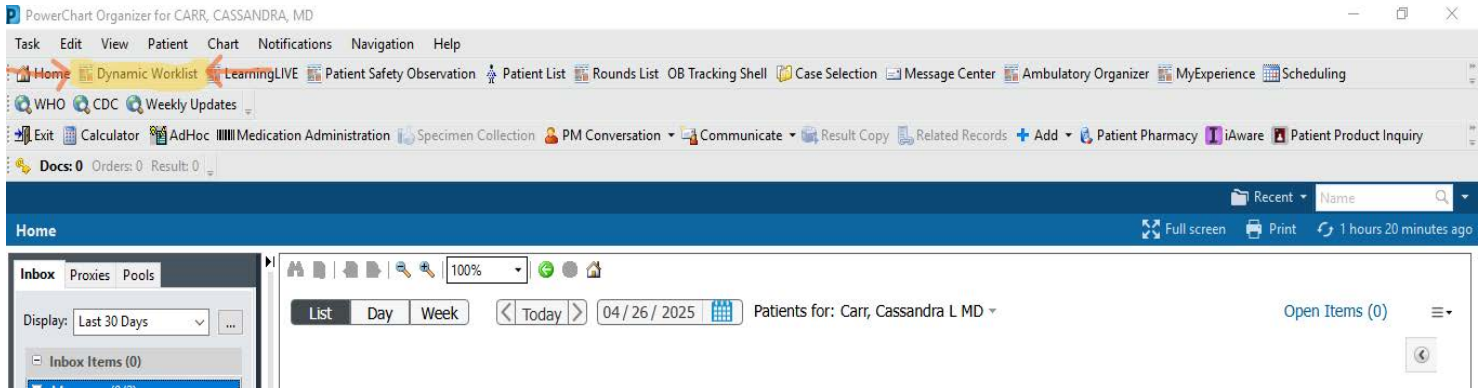 PowerChart Organizer for CARR, CASSANDRA, MD
Task Edit View Patient Chart Notifications Navigation Help
Home Dynamic Worklist LearningLIVE Patient Safety Observation Patient List Rounds List OB Tracking Shell Case Selection Message Center Ambulatory Organizer MyExperience Scheduling
WHO CDC Weekly Updates
Exit Calculator AdHoc Medication Administration Specimen Collection PM Conversation Communicate Result Copy Related Records Add Patient Pharmacy iAware Patient Product Inquiry
Docs: 0 Orders: 0 Result: 0
Recent Name
Home Full screen Print 1 hours 20 minutes ago
Inbox Proxies Pools 100%
Display: Last 30 Days ... List Day Week Today 04/26/2025 Patients for: Carr, Cassandra L MD Open Items (0)
Inbox Items (0)